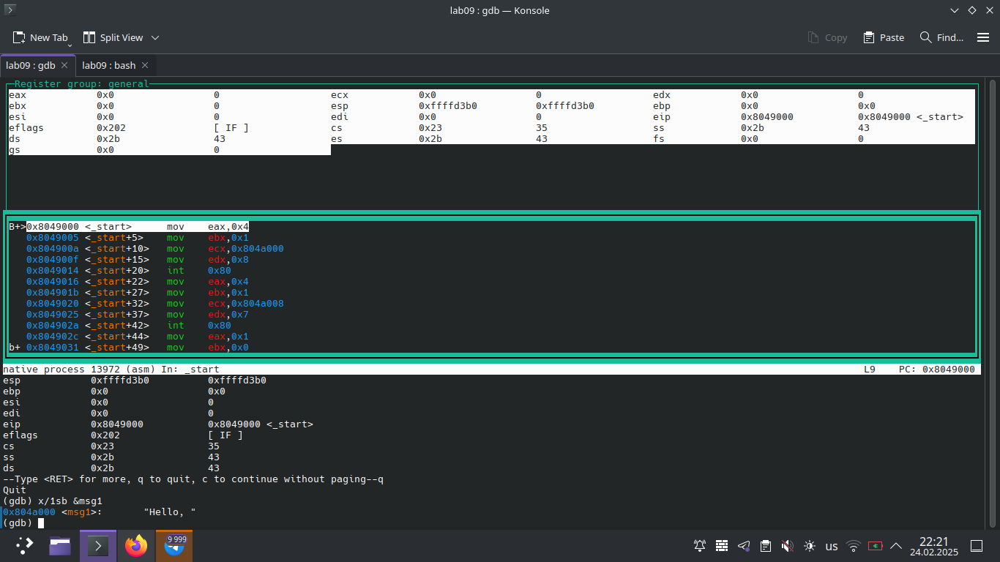 lab09 : gdb — Konsole
New Tab Split View Copy Paste Find...
lab09 : gdb lab09 : bash
Register group: general
eax 0x0 0 ecx 0x0 0 edx 0x0 0
ebx 0x0 0 esp 0xffffd3b0 0xffffd3b0 ebp 0x0 0x0
esi 0x0 0 edi 0x0 0 eip 0x8049000 0x8049000 <_start>
eflags 0x202 [ IF ] cs 0x23 35 ss 0x2b 43
ds 0x2b 43 es 0x2b 43 fs 0x0 0
gs 0x0 0
B+>0x8049000 <_start> mov eax,0x4
0x8049005 <_start+5> mov ebx,0x1
0x804900a <_start+10> mov ecx,0x804a000
0x804900f <_start+15> mov edx,0x8
0x8049014 <_start+20> int 0x80
0x8049016 <_start+22> mov eax,0x4
0x804901b <_start+27> mov ebx,0x1
0x8049020 <_start+32> mov ecx,0x804a008
0x8049025 <_start+37> mov edx,0x7
0x804902a <_start+42> int 0x80
0x804902c <_start+44> mov eax,0x1
b+ 0x8049031 <_start+49> mov ebx,0x0
native process 13972 (asm) In: _start L9 PC: 0x8049000
esp 0xffffd3b0 0xffffd3b0
ebp 0x0 0x0
esi 0x0 0
edi 0x0 0
eip 0x8049000 0x8049000 <_start>
eflags 0x202 [ IF ]
cs 0x23 35
ss 0x2b 43
ds 0x2b 43
--Type <RET> for more, q to quit, c to continue without paging--q
Quit
(gdb) x/1sb &msg1
0x804a000 <msg1>: "Hello, "
(gdb)
9 999
us
22:21
24.02.2025